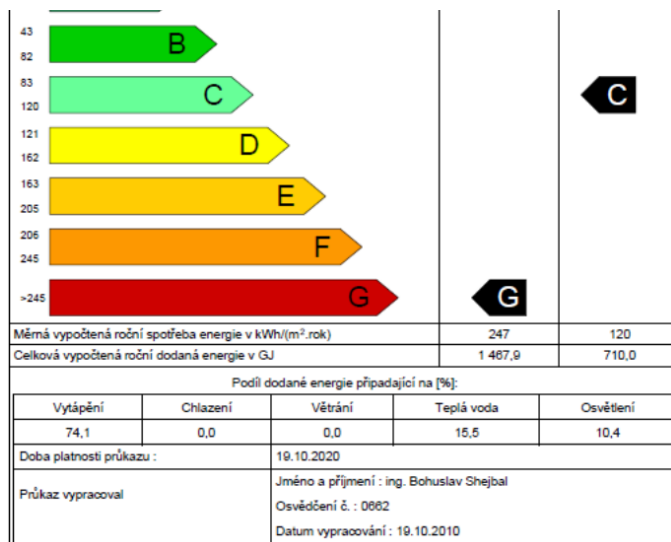 43
B
82
83
C
C
120
121
D
162
163
E
205
206
F
245
>245
G
G
Měrná vypočtená roční spotřeba energie v kWh/(m².rok) 247 120
Celková vypočtená roční dodaná energie v GJ 1 467,9 710,0
Podíl dodané energie připadající na [%]:
Vytápění Chlazení Větrání Teplá voda Osvětlení
74,1 0,0 0,0 15,5 10,4
Doba platnosti průkazu : 19.10.2020
Průkaz vypracoval
Jméno a příjmení : ing. Bohuslav Shejbal
Osvědčení č. : 0662
Datum vypracování : 19.10.2010